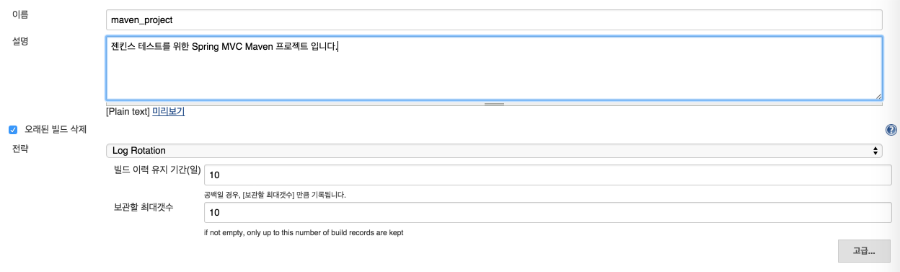 이름
maven_project
설명
젠킨스 테스트를 위한 Spring MVC Maven 프로젝트 입니다.
[Plain text] 미리보기
오래된 빌드 삭제
전략
Log Rotation
빌드 이력 유지 기간(일)
10
공백일 경우, [보관할 최대갯수] 만큼 기록됩니다.
보관할 최대갯수
10
if not empty, only up to this number of build records are kept
고급...